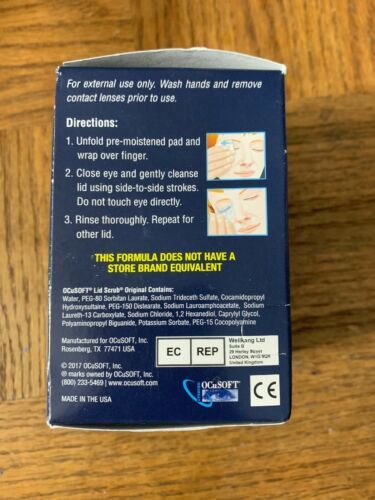 For external use only. Wash hands and remove
contact lenses prior to use.
Directions:
1. Unfold pre-moistened pad and
wrap over finger.
2. Close eye and gently cleanse
lid using side-to-side strokes.
Do not touch eye directly.
3. Rinse thoroughly. Repeat for
other lid.
THIS FORMULA DOES NOT HAVE A
STORE BRAND EQUIVALENT
OCuSOFT® Lid Scrub® Original Contains:
Water, PEG-80 Sorbitan Laurate, Sodium Trideceth Sulfate, Cocamidopropyl
Hydroxysultaine, PEG-150 Distearate, Sodium Lauroamphoacetate, Sodium
Laureth-13 Carboxylate, Sodium Chloride, 1,2 Hexanediol, Caprylyl Glycol,
Polyaminopropyl Biguanide, Potassium Sorbate, PEG-15 Cocopolyamine
Manufactured for OCuSOFT, Inc.
Rosenberg, TX 77471 USA
EC REP
Wellkang Ltd
Suite B
29 Harley Street
LONDON, W1G 9QR
United Kingdom
© 2017 OCuSOFT, Inc.
® marks owned by OCuSOFT, Inc.
(800) 233-5469 | www.ocusoft.com
OCuSOFT®
CE
MADE IN THE USA